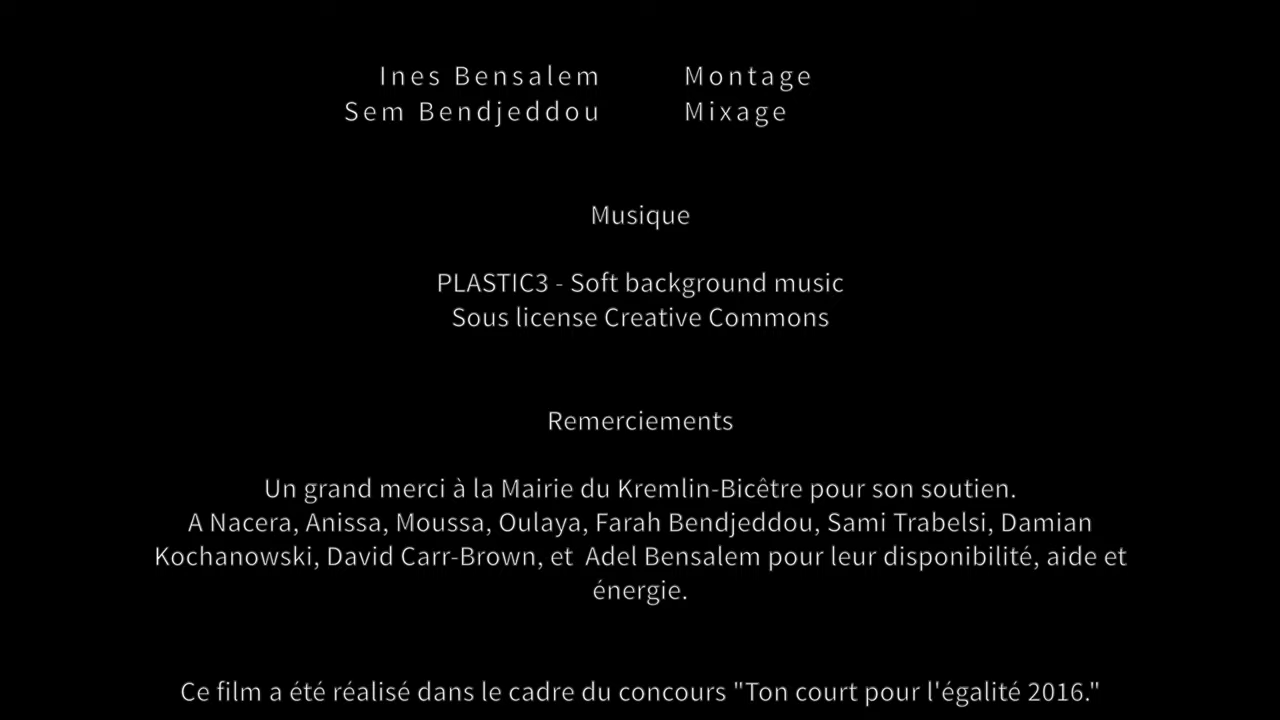 Ines Bensalem Montage
Sem Bendjeddou Mixage
Musique
PLASTIC3 - Soft background music
Sous license Creative Commons
Remerciements
Un grand merci à la Mairie du Kremlin-Bicêtre pour son soutien.
A Nacera, Anissa, Moussa, Oulaya, Farah Bendjeddou, Sami Trabelsi, Damian
Kochanowski, David Carr-Brown, et Adel Bensalem pour leur disponibilité, aide et
énergie.
Ce film a été réalisé dans le cadre du concours "Ton court pour l'égalité 2016."